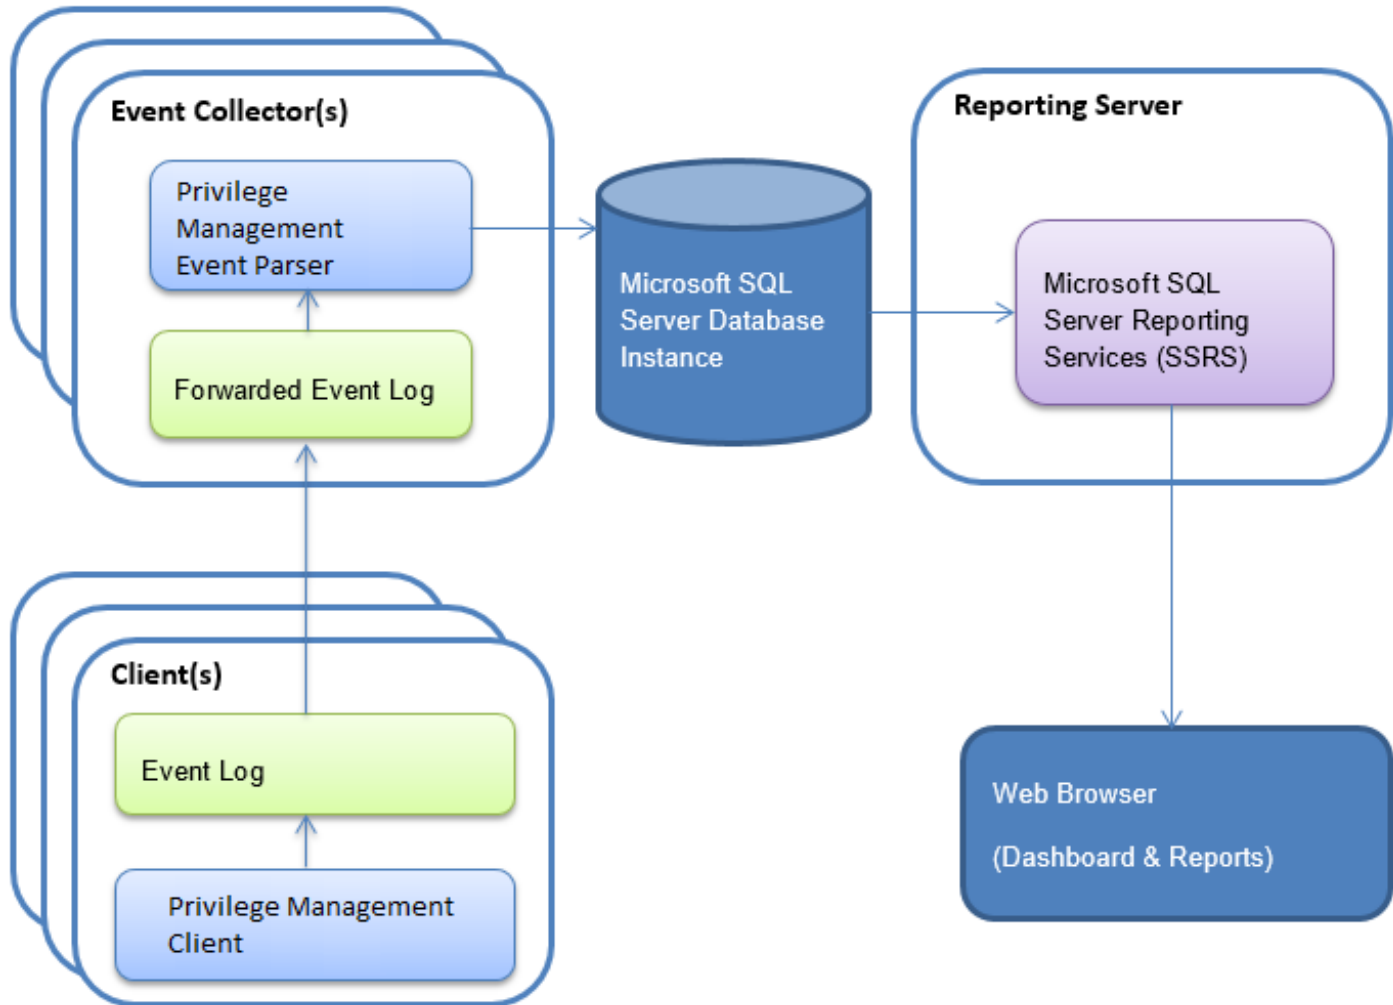 Event Collector(s)
Privilege
Management
Event Parser
Forwarded Event Log
Microsoft SQL
Server Database
Instance
Reporting Server
Microsoft SQL
Server Reporting
Services (SSRS)
Client(s)
Event Log
Privilege Management
Client
Web Browser
(Dashboard & Reports)